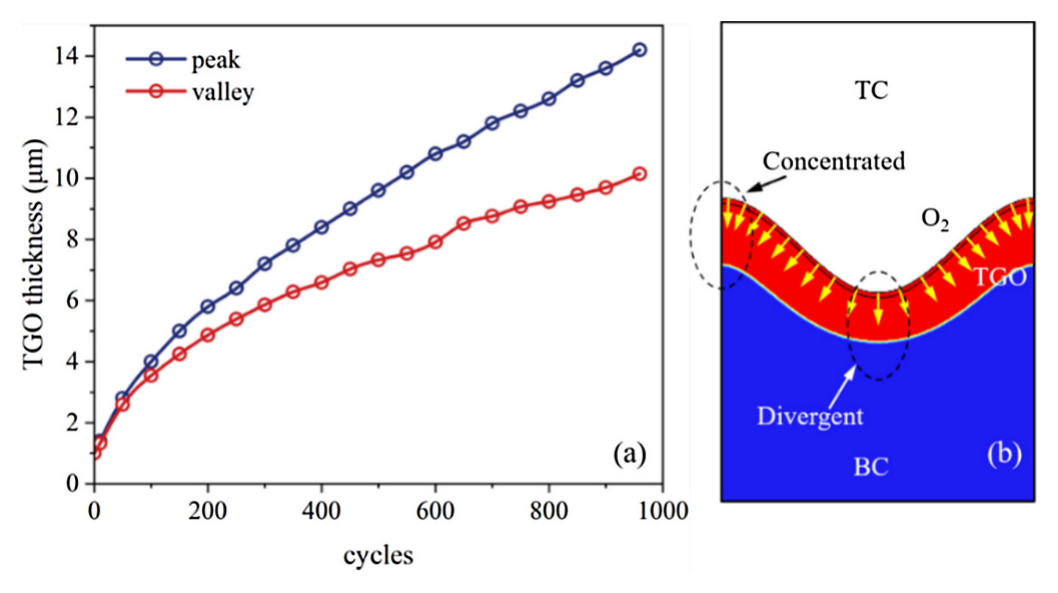 14
12
10
8
6
4
2
0
TGO thickness (μm)
peak
valley
(a)
0
200
400
600
800
1000
cycles
TC
Concentrated
O₂
TGO
Divergent
BC
(b)